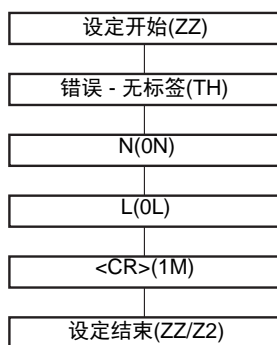 设定开始(ZZ)
错误 - 无标签(TH)
N(0N)
L(0L)
<CR>(1M)
设定结束(ZZ/Z2)